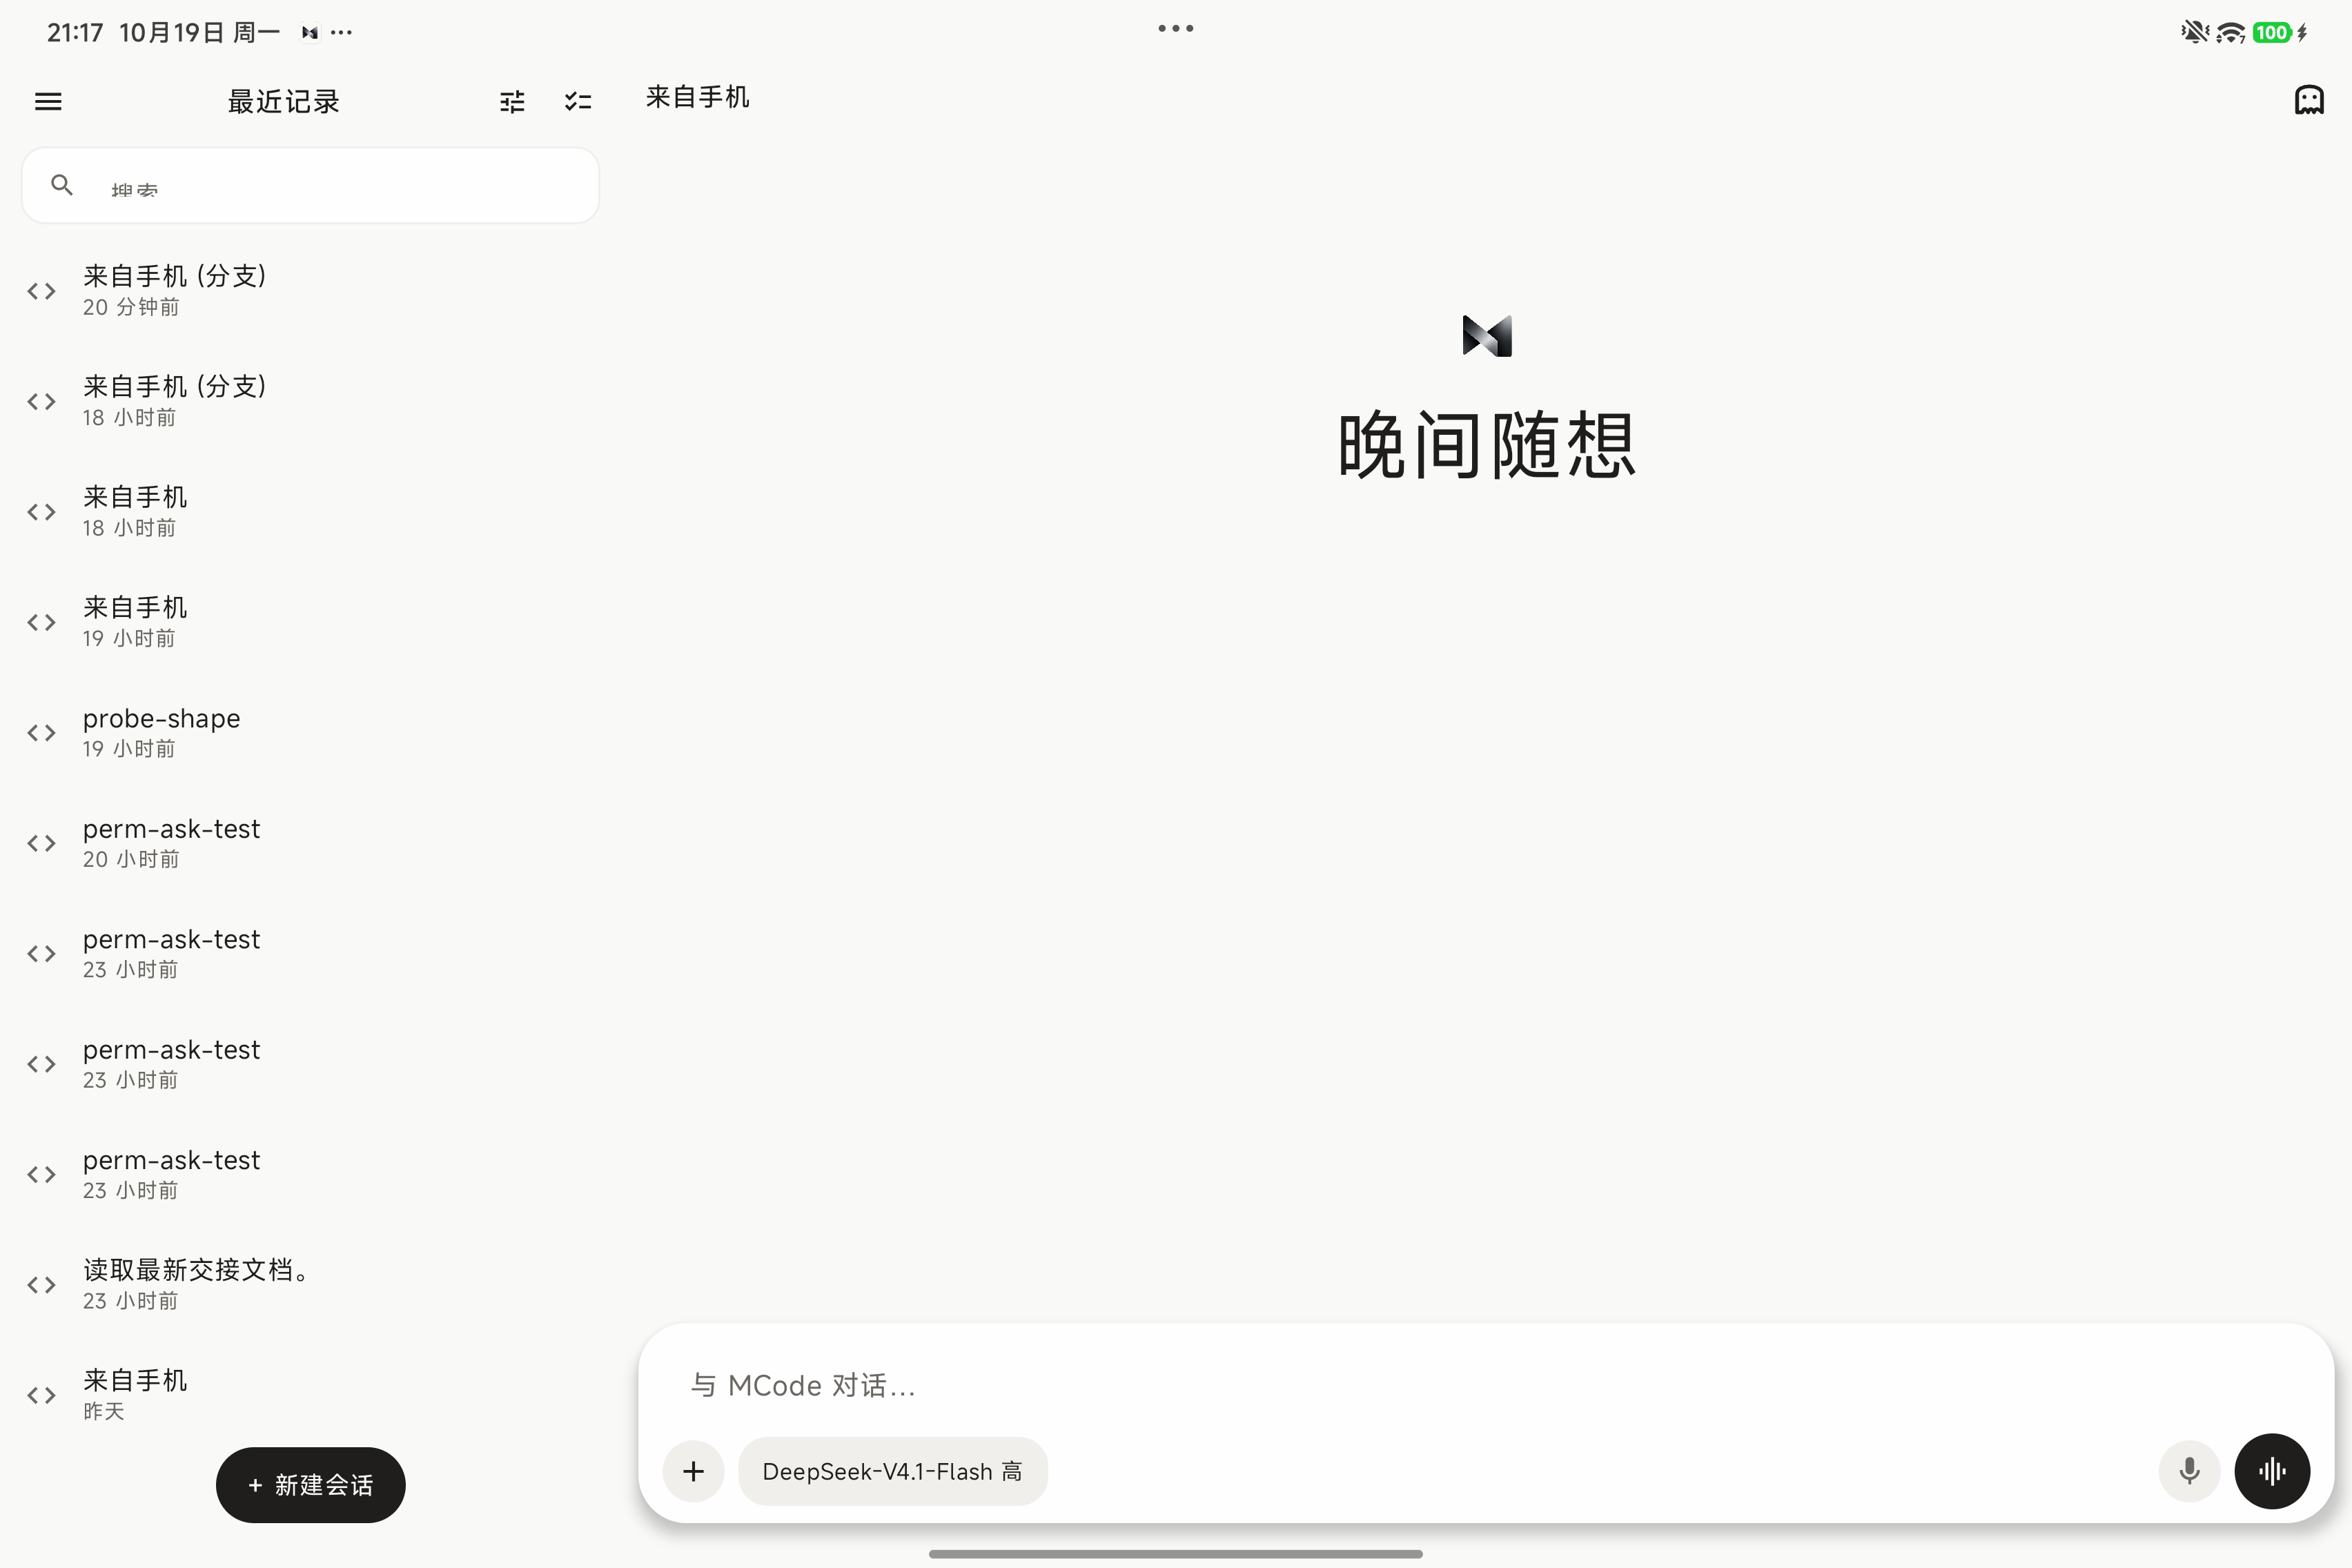 21:17 10月19日 周一
100
最近记录
来自手机
搜索
来自手机 (分支)
20 分钟前
来自手机 (分支)
18 小时前
来自手机
18 小时前
来自手机
19 小时前
probe-shape
19 小时前
perm-ask-test
20 小时前
perm-ask-test
23 小时前
perm-ask-test
23 小时前
perm-ask-test
23 小时前
读取最新交接文档。
23 小时前
来自手机
昨天
+ 新建会话
晚间随想
与 MCode 对话...
DeepSeek-V4.1-Flash 高